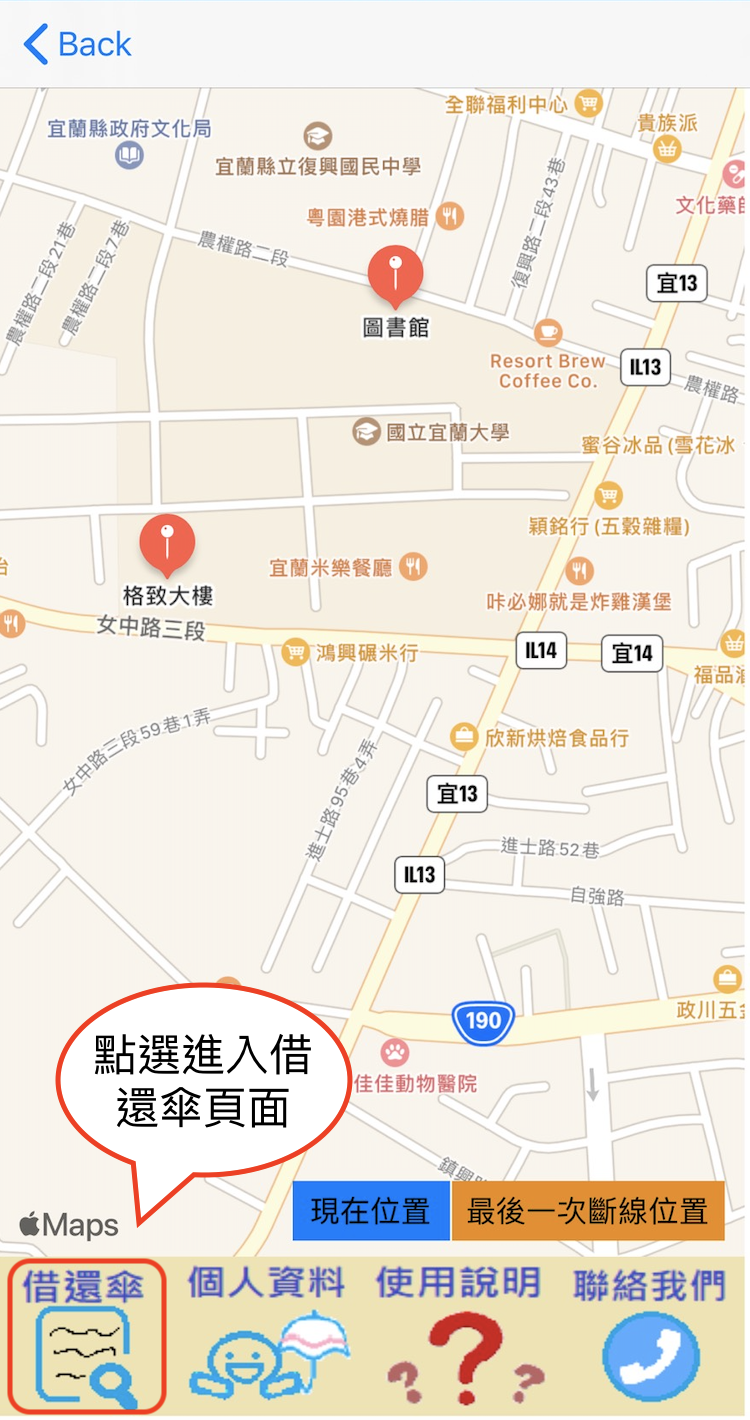 Back
全聯福利中心
宜蘭縣政府文化局
貴族派
宜蘭縣立復興國民中學
文化藥師
粵園港式燒腊
復興路二段43巷
農權路二段21巷
農權路二段7巷
農權路二段
宜13
圖書館
Resort Brew
Coffee Co.
IL13
農權路
國立宜蘭大學
蜜谷冰品(雪花冰
穎銘行(五穀雜糧)
宜蘭米樂餐廳
格致大樓
咔必娜就是炸雞漢堡
女中路三段
鴻興碾米行
IL14
宜14
福品
女中路三段59巷1弄
欣新烘焙食品行
進士路95巷4弄
宜13
進士路52巷
IL13
自強路
190
政川五金
點選進入借
還傘頁面
佳佳動物醫院
鎮興
現在位置
最後一次斷線位置
Maps
借還傘
個人資料
使用說明
聯絡我們